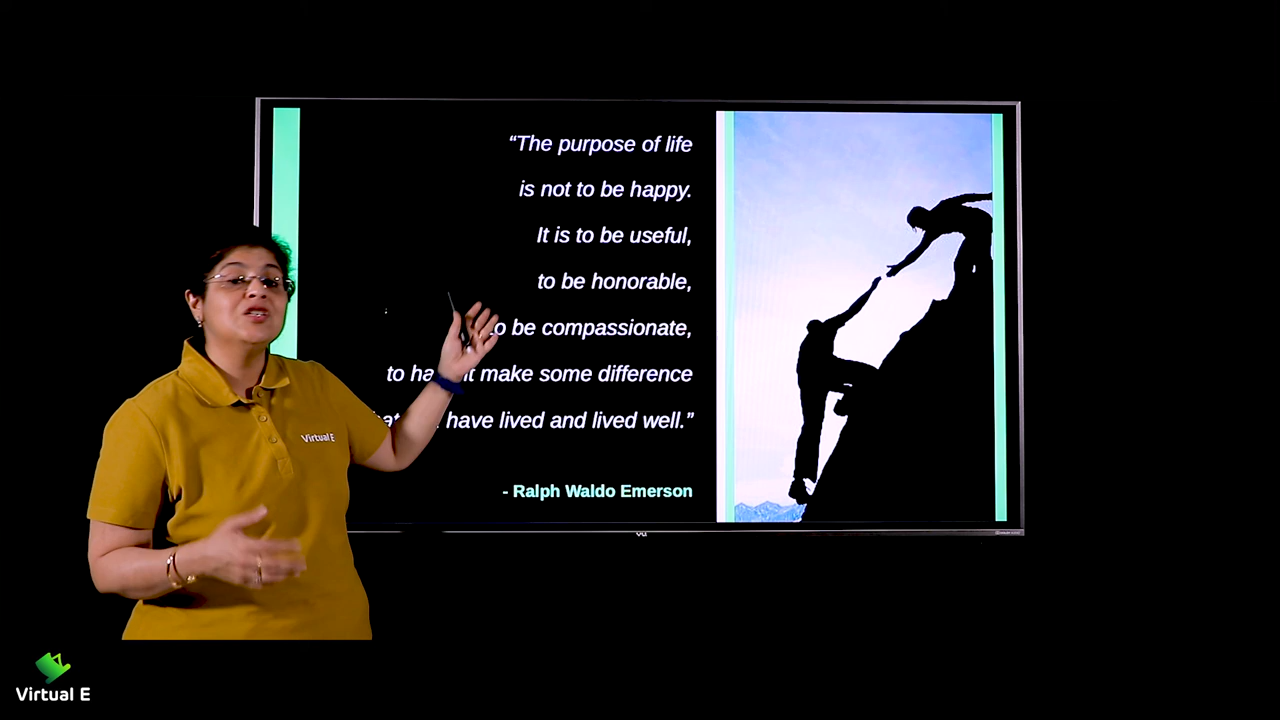 “The purpose of life
is not to be happy.
It is to be useful,
to be honorable,
be compassionate,
to make some difference
have lived and lived well.”
- Ralph Waldo Emerson
Virtual E
vu
Virtual E